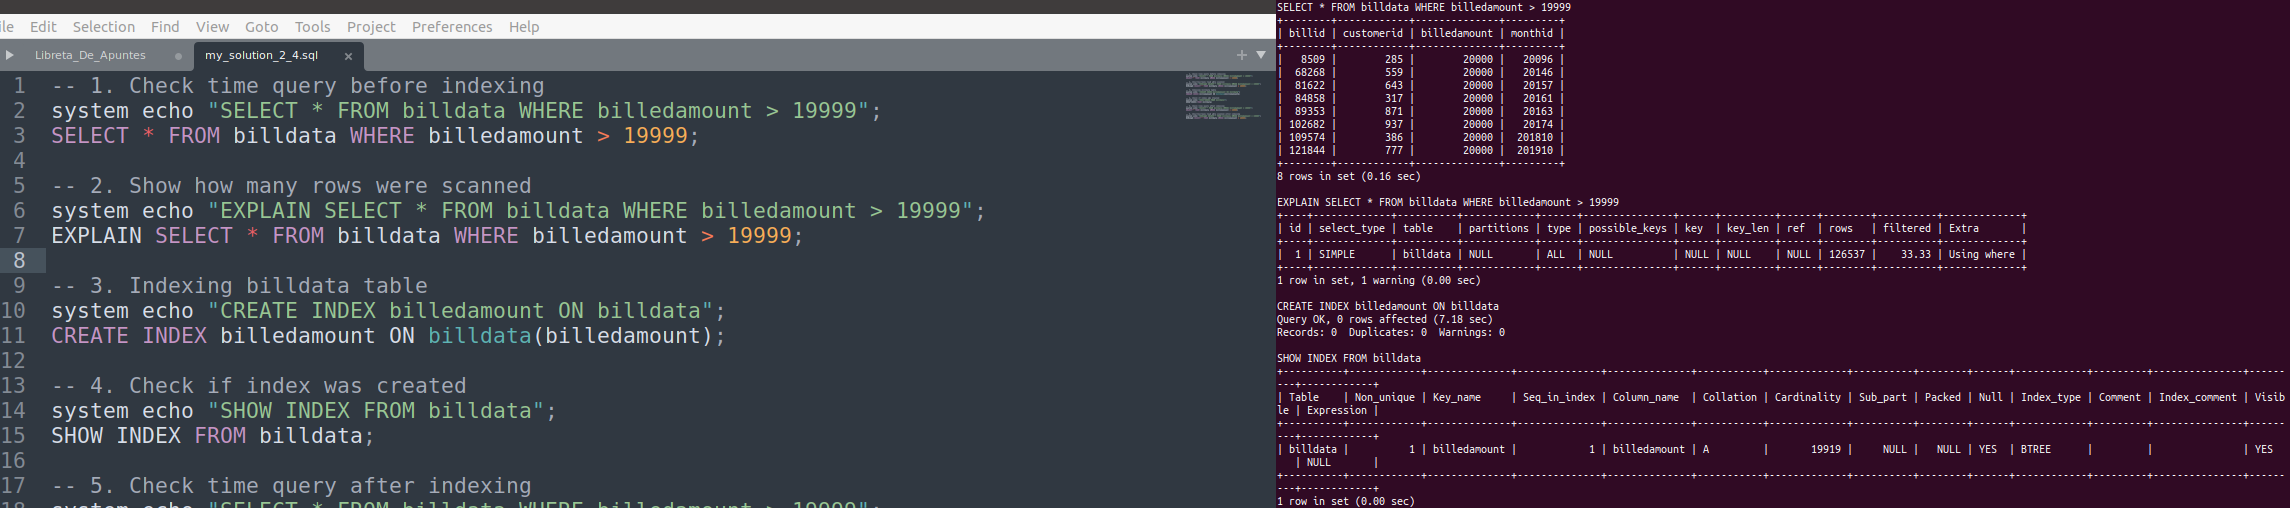 ile Edit Selection Find View Goto Tools Project Preferences Help
Libreta_De_Apuntes my_solution_2_4.sql × +
1 -- 1. Check time query before indexing
2 system echo "SELECT * FROM billdata WHERE billedamount > 19999";
3 SELECT * FROM billdata WHERE billedamount > 19999;
4
5 -- 2. Show how many rows were scanned
6 system echo "EXPLAIN SELECT * FROM billdata WHERE billedamount > 19999";
7 EXPLAIN SELECT * FROM billdata WHERE billedamount > 19999;
8
9 -- 3. Indexing billdata table
10 system echo "CREATE INDEX billedamount ON billdata";
11 CREATE INDEX billedamount ON billdata(billedamount);
12
13 -- 4. Check if index was created
14 system echo "SHOW INDEX FROM billdata";
15 SHOW INDEX FROM billdata;
16
17 -- 5. Check time query after indexing
18 system echo "SELECT * FROM billdata WHERE billedamount > 19999";
SELECT * FROM billdata WHERE billedamount > 19999
+--------+------------+--------------+---------+
| billid | customerid | billedamount | monthid |
+--------+------------+--------------+---------+
| 8509 | 285 | 20000 | 20096 |
| 68268 | 559 | 20000 | 20146 |
| 81622 | 643 | 20000 | 20157 |
| 84858 | 317 | 20000 | 20161 |
| 89353 | 871 | 20000 | 20163 |
| 102682 | 937 | 20000 | 20174 |
| 109574 | 386 | 20000 | 201810 |
| 121844 | 777 | 20000 | 201910 |
+--------+------------+--------------+---------+
8 rows in set (0.16 sec)
EXPLAIN SELECT * FROM billdata WHERE billedamount > 19999
+----+-------------+----------+------------+------+---------------+------+---------+------+--------+----------+-------------+
| id | select_type | table | partitions | type | possible_keys | key | key_len | ref | rows | filtered | Extra |
+----+-------------+----------+------------+------+---------------+------+---------+------+--------+----------+-------------+
| 1 | SIMPLE | billdata | NULL | ALL | NULL | NULL | NULL | NULL | 126537 | 33.33 | Using where |
+----+-------------+----------+------------+------+---------------+------+---------+------+--------+----------+-------------+
1 row in set, 1 warning (0.00 sec)
CREATE INDEX billedamount ON billdata
Query OK, 0 rows affected (7.18 sec)
Records: 0 Duplicates: 0 Warnings: 0
SHOW INDEX FROM billdata
+----------+------------+--------------+--------------+--------------+-----------+-------------+----------+--------+------+------------+---------+---------------+------
---+------------+
| Table | Non_unique | Key_name | Seq_in_index | Column_name | Collation | Cardinality | Sub_part | Packed | Null | Index_type | Comment | Index_comment | Visib
le | Expression |
+----------+------------+--------------+--------------+--------------+-----------+-------------+----------+--------+------+------------+---------+---------------+------
---+------------+
| billdata | 1 | billedamount | 1 | billedamount | A | 19919 | NULL | NULL | YES | BTREE | | | YES
| NULL |
+----------+------------+--------------+--------------+--------------+-----------+-------------+----------+--------+------+------------+---------+---------------+------
---+------------+
1 row in set (0.00 sec)